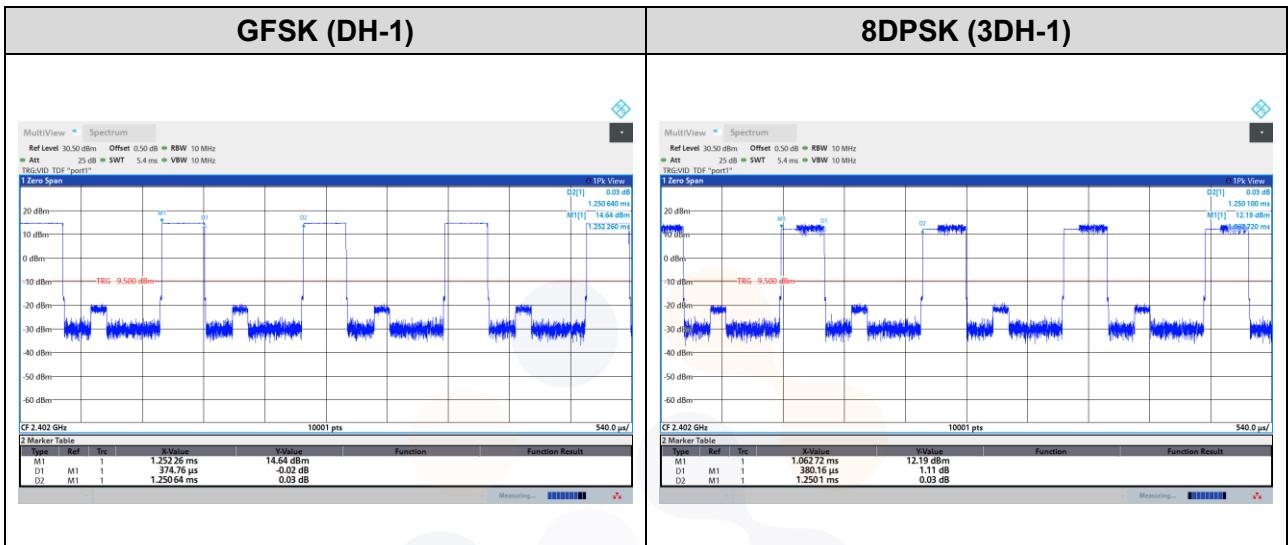 GFSK (DH-1)
8DPSK (3DH-1)
MultiView Spectrum
Ref Level 30.50 dBm Offset 0.50 dB RBW 10 MHz
Att 25 dB SWT 5.4 ms VBW 10 MHz
TRG:VID TDF "port1"
1 Zero Span 1Pk View
D2[1] 0.03 dB
1.250 640 ms
M1[1] 14.64 dBm
1.252 260 ms
20 dBm
M1 D1 D2
10 dBm
0 dBm
-10 dBm
TRG -9.500 dBm
-20 dBm
-30 dBm
-40 dBm
-50 dBm
-60 dBm
CF 2.402 GHz 10001 pts 540.0 µs/
2 Marker Table
Type Ref Trc X-Value Y-Value Function Function Result
M1 1 1.252 26 ms 14.64 dBm
D1 M1 1 374.76 µs -0.02 dB
D2 M1 1 1.250 64 ms 0.03 dB
Measuring...
MultiView Spectrum
Ref Level 30.50 dBm Offset 0.50 dB RBW 10 MHz
Att 25 dB SWT 5.4 ms VBW 10 MHz
TRG:VID TDF "port1"
1 Zero Span 1Pk View
D2[1] 0.03 dB
1.250 100 ms
M1[1] 12.19 dBm
1.062 720 ms
20 dBm
M1 D1 D2
10 dBm
0 dBm
-10 dBm
TRG -9.500 dBm
-20 dBm
-30 dBm
-40 dBm
-50 dBm
-60 dBm
CF 2.402 GHz 10001 pts 540.0 µs/
2 Marker Table
Type Ref Trc X-Value Y-Value Function Function Result
M1 1 1.062 72 ms 12.19 dBm
D1 M1 1 380.16 µs 1.11 dB
D2 M1 1 1.250 1 ms 0.03 dB
Measuring...